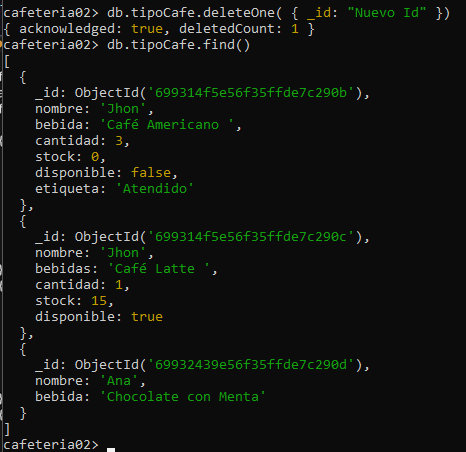 cafeteria02> db.tipoCafe.deleteOne( { _id: "Nuevo Id" })
{ acknowledged: true, deletedCount: 1 }
cafeteria02> db.tipoCafe.find()
[
  {
    _id: ObjectId('699314f5e56f35ffde7c290b'),
    nombre: 'Jhon',
    bebida: 'Café Americano ',
    cantidad: 3,
    stock: 0,
    disponible: false,
    etiqueta: 'Atendido'
  },
  {
    _id: ObjectId('699314f5e56f35ffde7c290c'),
    nombre: 'Jhon',
    bebidas: 'Café Latte ',
    cantidad: 1,
    stock: 15,
    disponible: true
  },
  {
    _id: ObjectId('69932439e56f35ffde7c290d'),
    nombre: 'Ana',
    bebida: 'Chocolate con Menta'
  }
]
cafeteria02>